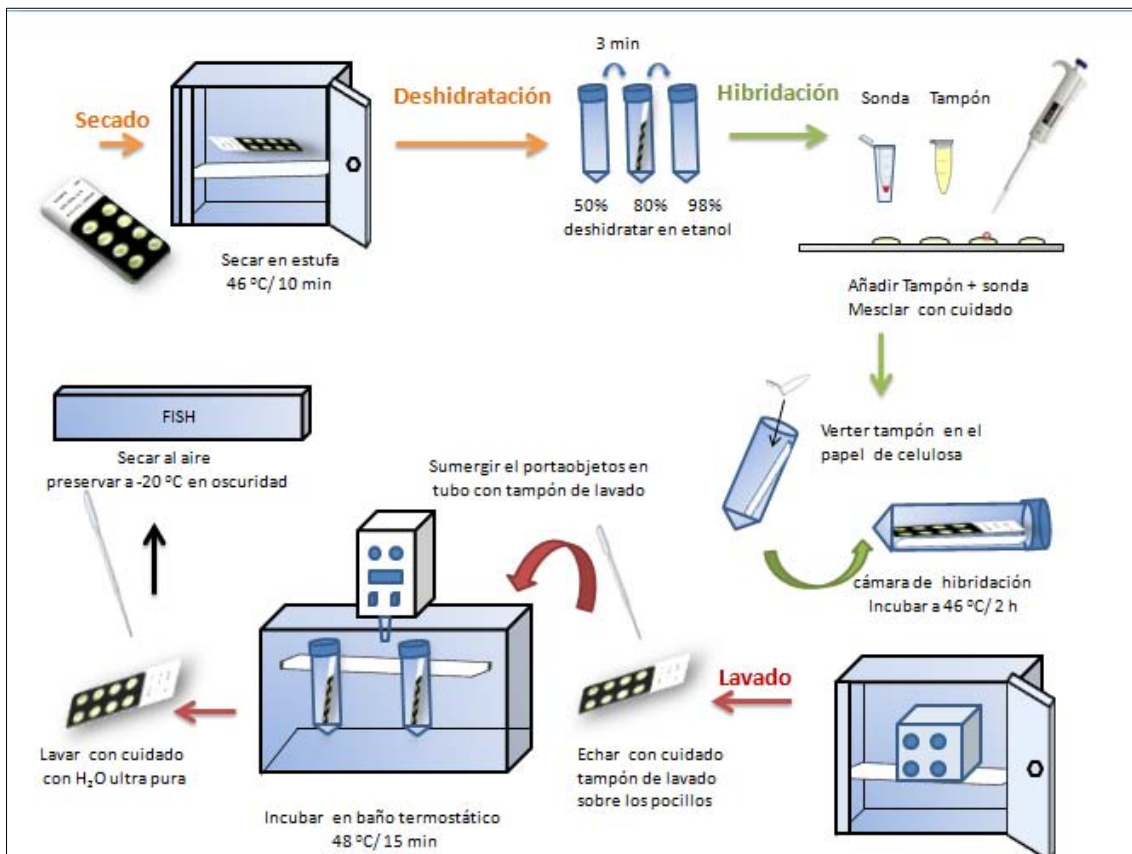 Secado
Secar en estufa
46 ºC/ 10 min
Deshidratación
3 min
50% 80% 98%
deshidratar en etanol
Hibridación
Sonda Tampón
Añadir Tampón + sonda
Mesclar con cuidado
Verter tampón en el
papel de celulosa
cámara de hibridación
Incubar a 46 ºC/ 2 h
Lavado
Echar con cuidado
tampón de lavado
sobre los pocillos
Sumergir el portaobjetos en
tubo con tampón de lavado
Incubar en baño termostático
48 ºC/ 15 min
Lavar con cuidado
con H₂O ultra pura
FISH
Secar al aire
preservar a -20 ºC en oscuridad